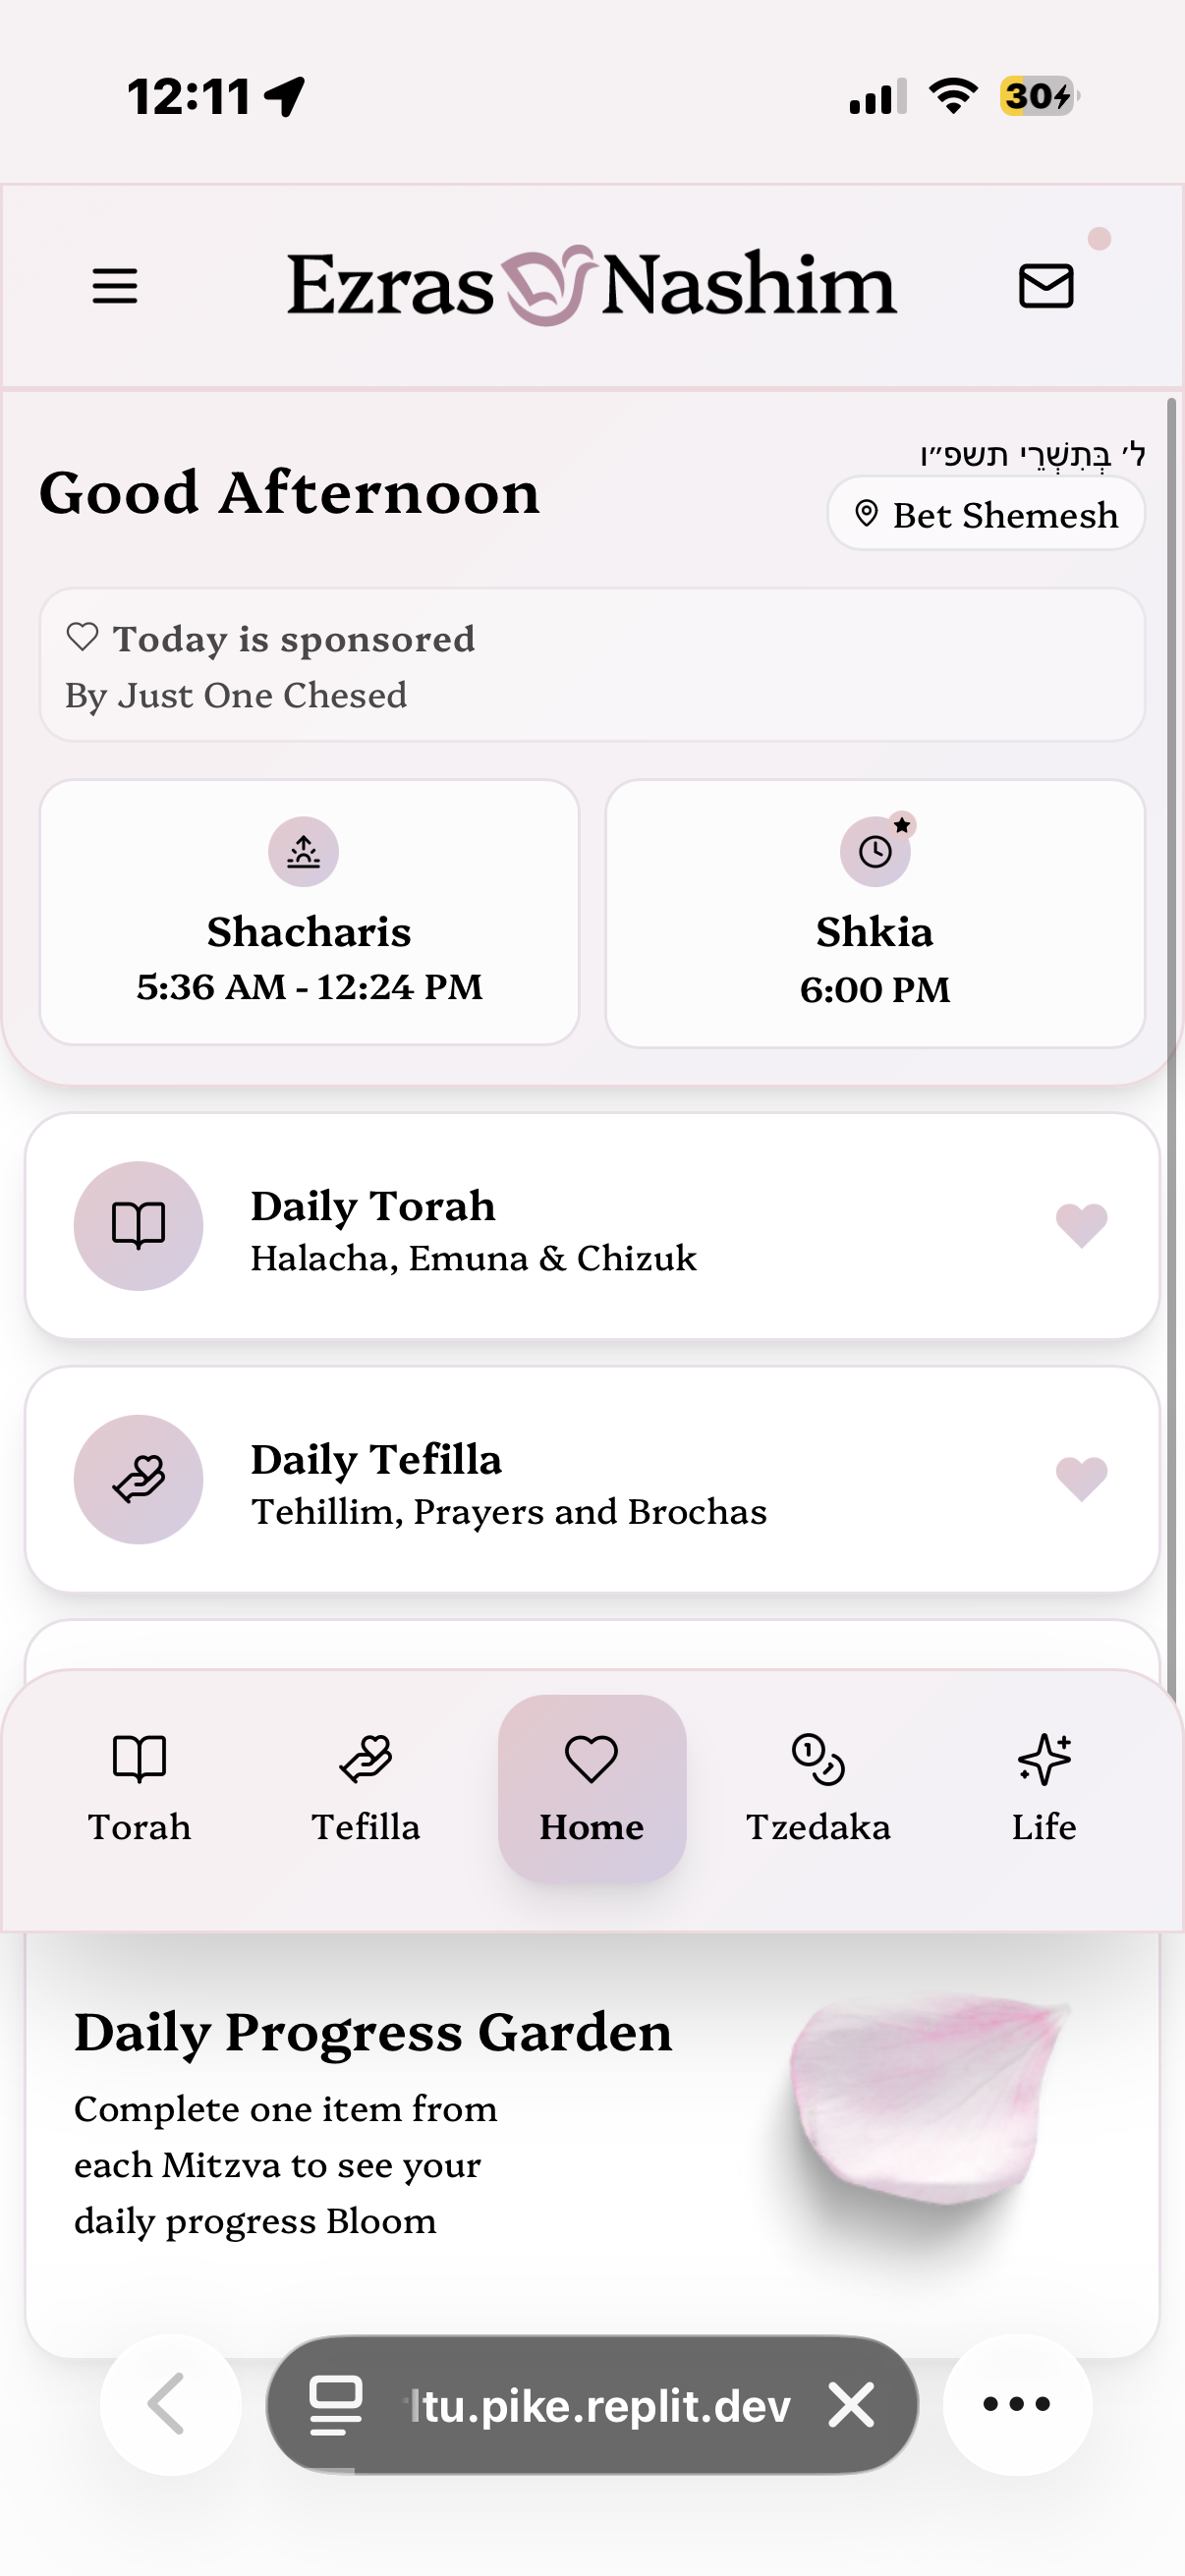 12:11
30
Ezras Nashim
Good Afternoon
ל׳ בְּתִשְׁרֵי תשפ״ו
Bet Shemesh
Today is sponsored
By Just One Chesed
Shacharis
5:36 AM - 12:24 PM
Shkia
6:00 PM
Daily Torah
Halacha, Emuna & Chizuk
Daily Tefilla
Tehillim, Prayers and Brochas
Torah
Tefilla
Home
Tzedaka
Life
Daily Progress Garden
Complete one item from
each Mitzva to see your
daily progress Bloom
ltu.pike.replit.dev